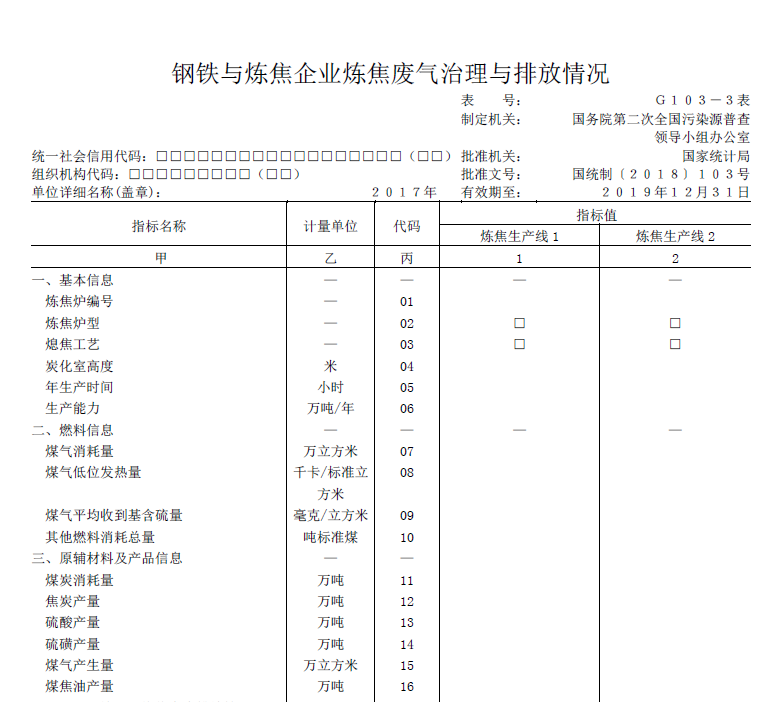 钢铁与炼焦企业炼焦废气治理与排放情况
表　　号：　　Ｇ１０３－３表
制定机关：　　国务院第二次全国污染源普查
领导小组办公室
统一社会信用代码：□□□□□□□□□□□□□□□□□□（□□）　批准机关：　　国家统计局
组织机构代码：□□□□□□□□□（□□）　批准文号：　　国统制〔２０１８〕１０３号
单位详细名称(盖章)：　　２０１７年　有效期至：　　２０１９年１２月３１日
指标名称　计量单位　代码　指标值
炼焦生产线 1　炼焦生产线 2
甲　乙　丙　1　2
一、基本信息　—　—　—　—
炼焦炉编号　—　01
炼焦炉型　—　02　□　□
熄焦工艺　—　03　□　□
炭化室高度　米　04
年生产时间　小时　05
生产能力　万吨/年　06
二、燃料信息　—　—　—　—
煤气消耗量　万立方米　07
煤气低位发热量　千卡/标准立　08
方米
煤气平均收到基含硫量　毫克/立方米　09
其他燃料消耗总量　吨标准煤　10
三、原辅材料及产品信息　—　—
煤炭消耗量　万吨　11
焦炭产量　万吨　12
硫酸产量　万吨　13
硫磺产量　万吨　14
煤气产生量　万立方米　15
煤焦油产量　万吨　16